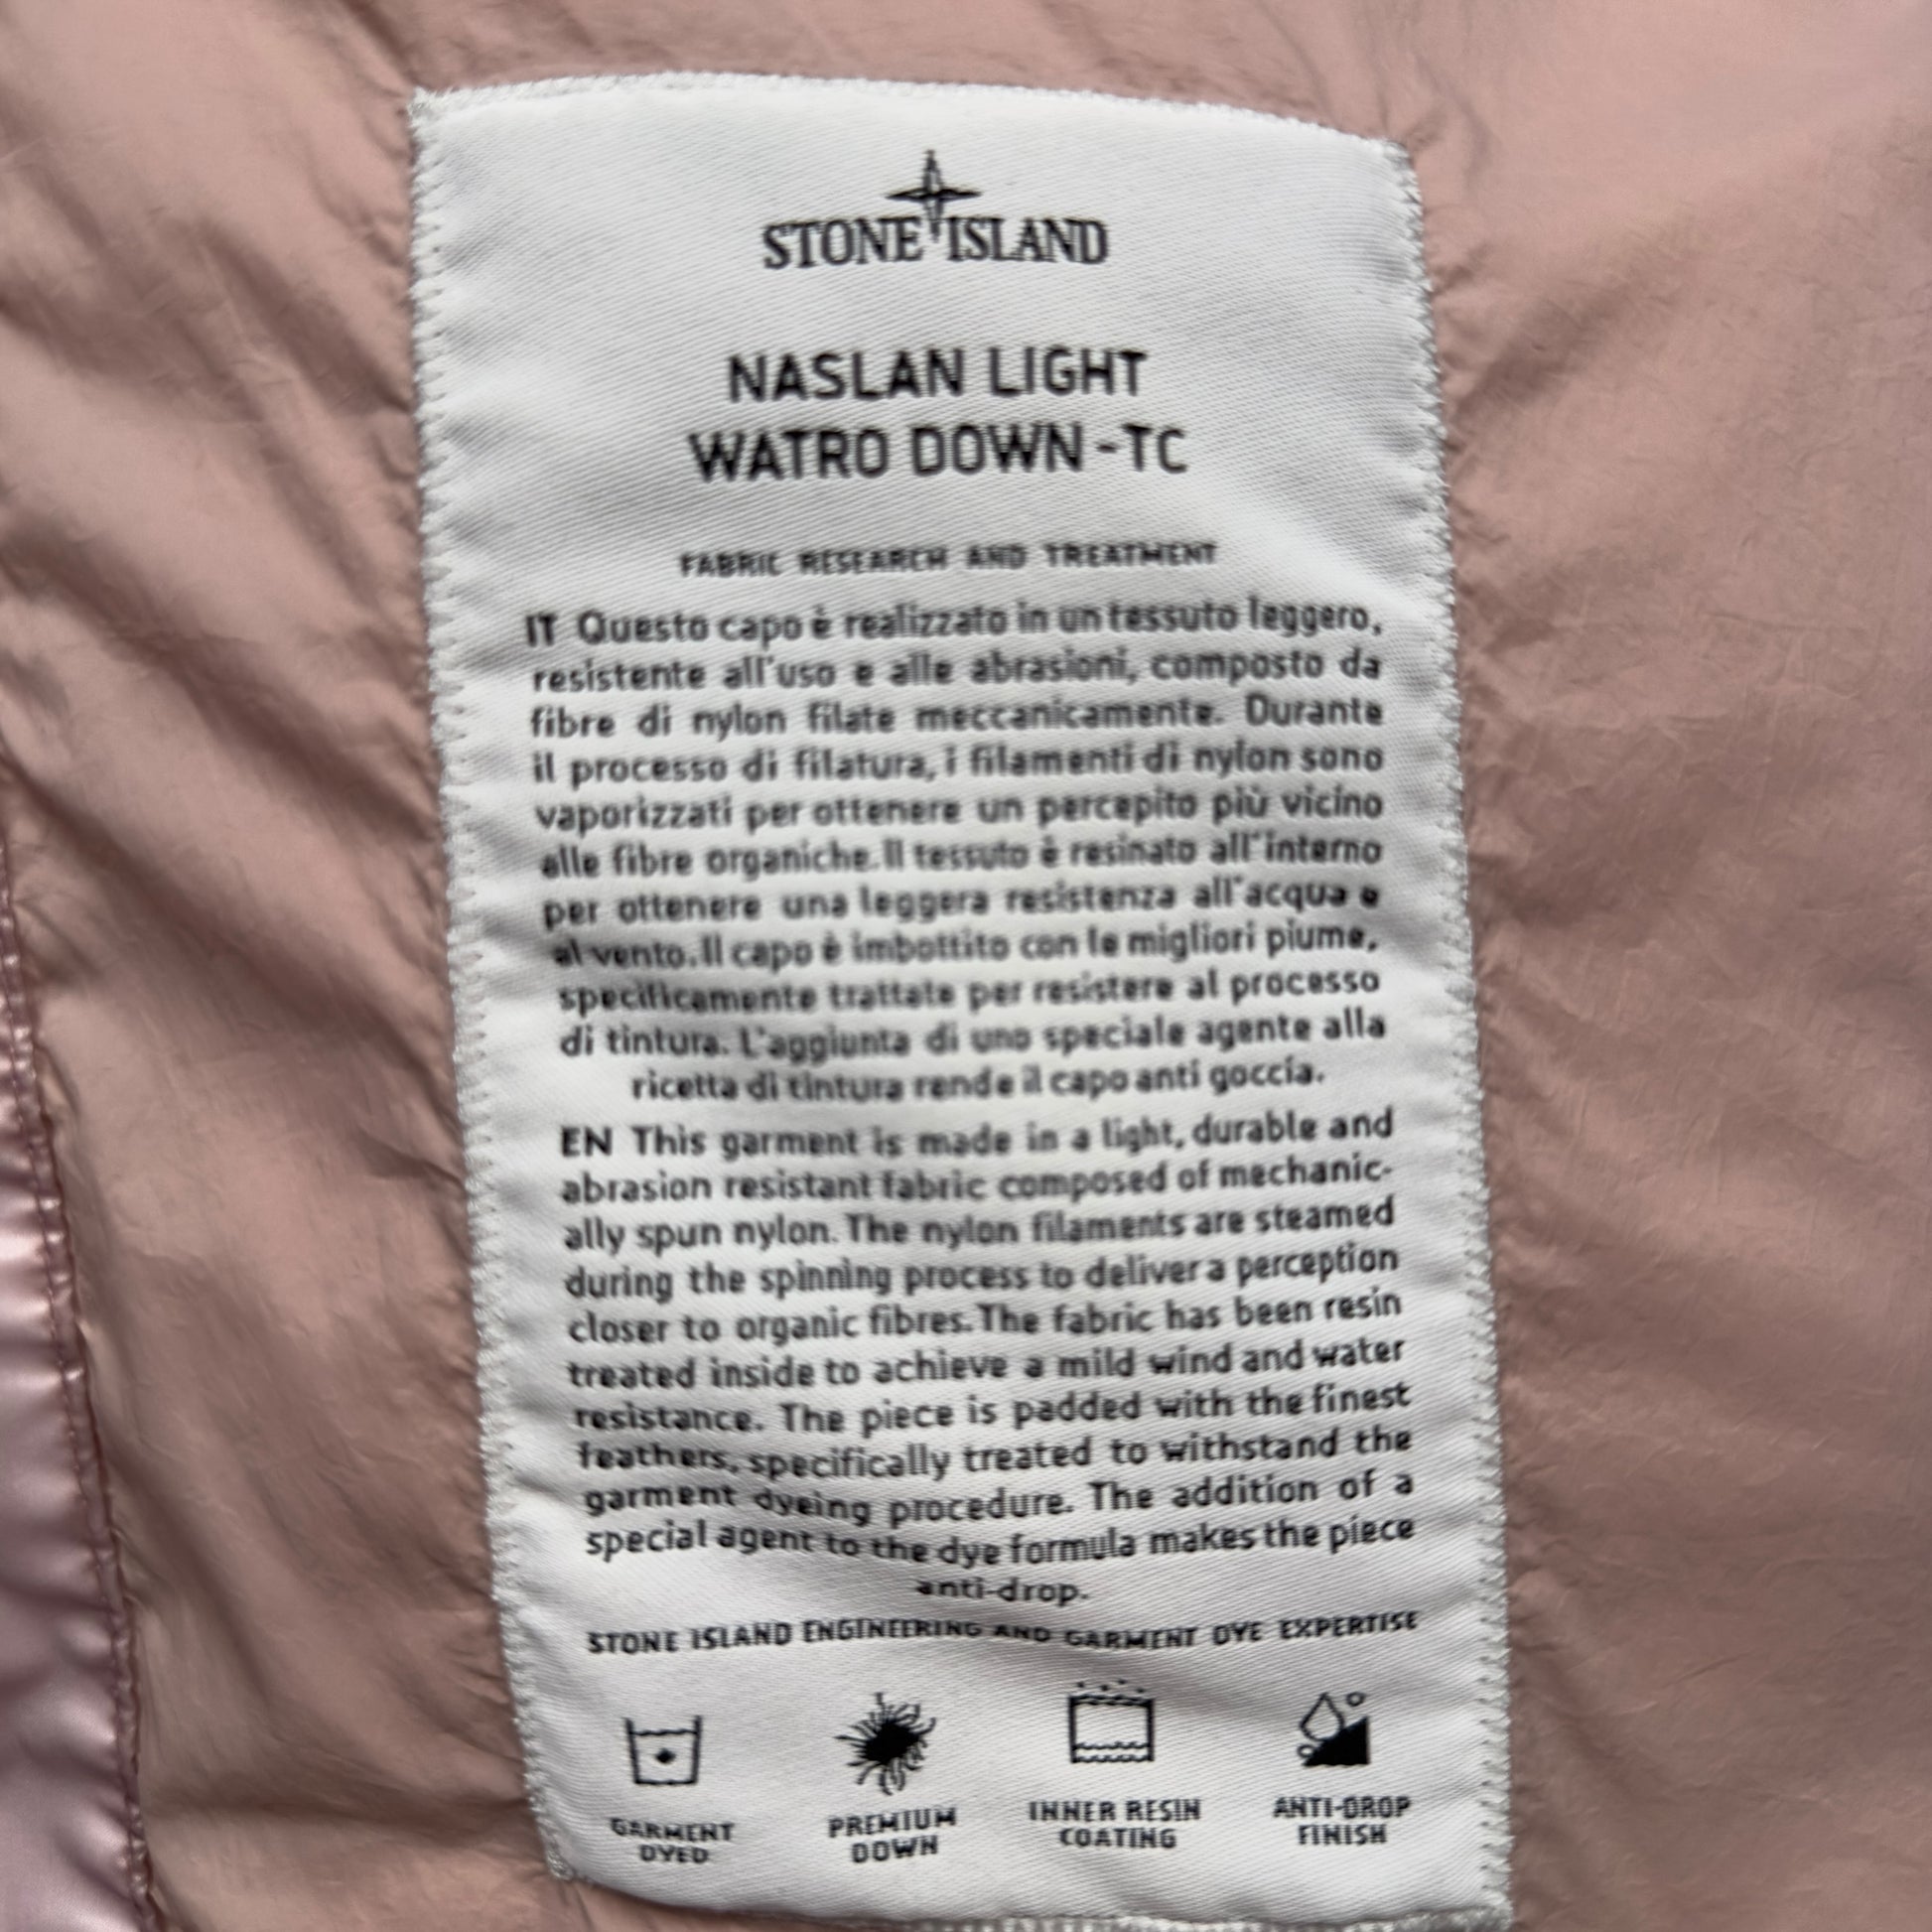 STONE ISLAND
NASLAN LIGHT
WATRO DOWN -TC
FABRIC RESEARCH AND TREATMENT
IT Questo capo è realizzato in un tessuto leggero,
resistente all'uso e alle abrasioni, composto da
fibre di nylon filate meccanicamente. Durante
il processo di filatura, i filamenti di nylon sono
vaporizzati per ottenere un percepito più vicino
alle fibre organiche. Il tessuto è resinato all'interno
per ottenere una leggera resistenza all'acqua e
al vento. Il capo è imbottito con le migliori piume,
specificamente trattate per resistere al processo
di tintura. L'aggiunta di uno speciale agente alla
ricetta di tintura rende il capo anti goccia.
EN This garment is made in a light, durable and
abrasion resistant fabric composed of mechanic-
ally spun nylon. The nylon filaments are steamed
during the spinning process to deliver a perception
closer to organic fibres. The fabric has been resin
treated inside to achieve a mild wind and water
resistance. The piece is padded with the finest
feathers, specifically treated to withstand the
garment dyeing procedure. The addition of a
special agent to the dye formula makes the piece
anti-drop.
STONE ISLAND ENGINEERING AND GARMENT DYE EXPERTISE
GARMENT
DYED
PREMIUM
DOWN
INNER RESIN
COATING
ANTI-DROP
FINISH